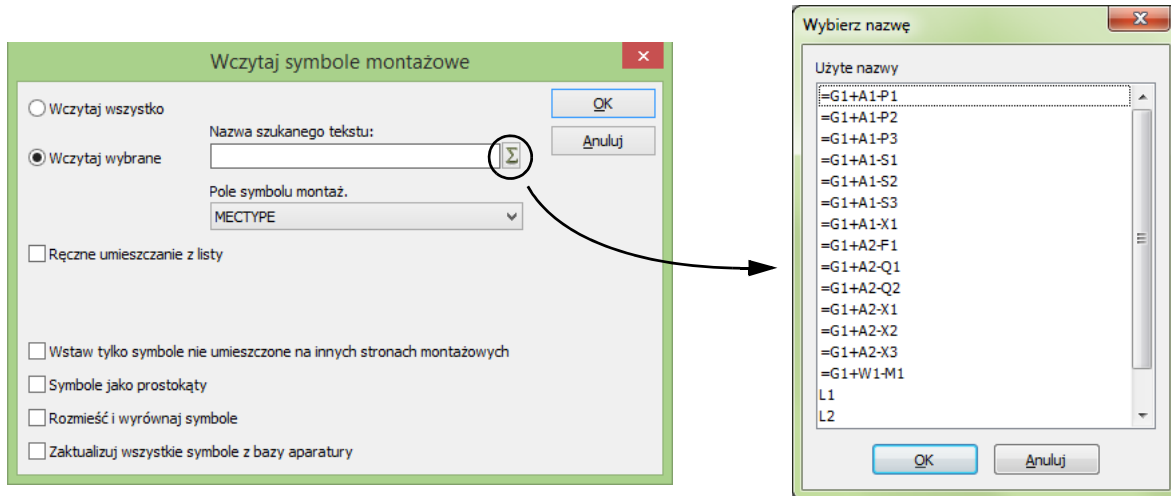 Wczytaj symbole montażowe
Wczytaj wszystko
OK
Nazwa szukanego tekstu:
Anuluj
Wczytaj wybrane
Σ
Pole symbolu montaż.
MECTYPE
Ręczne umieszczanie z listy
Wstaw tylko symbole nie umieszczone na innych stronach montażowych
Symbole jako prostokąty
Rozmieść i wyrównaj symbole
Zaktualizuj wszystkie symbole z bazy aparatury
Wybierz nazwę
Użyte nazwy
=G1+A1-P1
=G1+A1-P2
=G1+A1-P3
=G1+A1-S1
=G1+A1-S2
=G1+A1-S3
=G1+A1-X1
=G1+A2-F1
=G1+A2-Q1
=G1+A2-Q2
=G1+A2-X1
=G1+A2-X2
=G1+A2-X3
=G1+W1-M1
L1
L2
OK Anuluj